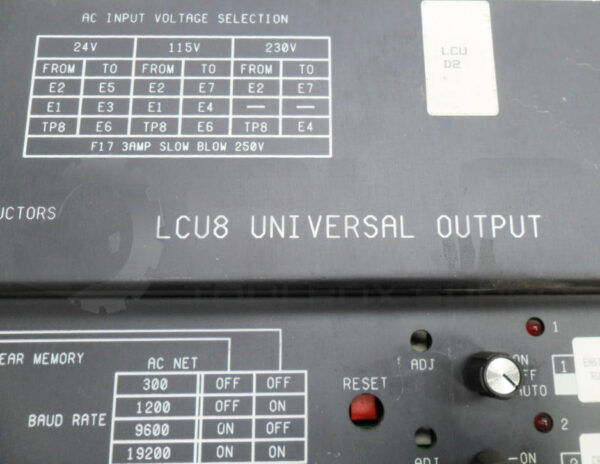 AC INPUT VOLTAGE SELECTION
24V 115V 230V
FROM TO FROM TO FROM TO
E2 E5 E2 E7 E2 E7
E1 E3 E1 E4 — —
TP8 E6 TP8 E6 TP8 E4
F17 3AMP SLOW BLOW 250V
LCU
D2
UCTORS
LCU8 UNIVERSAL OUTPUT
EAR MEMORY
AC NET
300 OFF OFF
BAUD RATE
1200 OFF ON
9600 ON OFF
19200 ON ON
RESET
ADJ
1
ON
FF
AUTO
1
2
ADJ
-ON